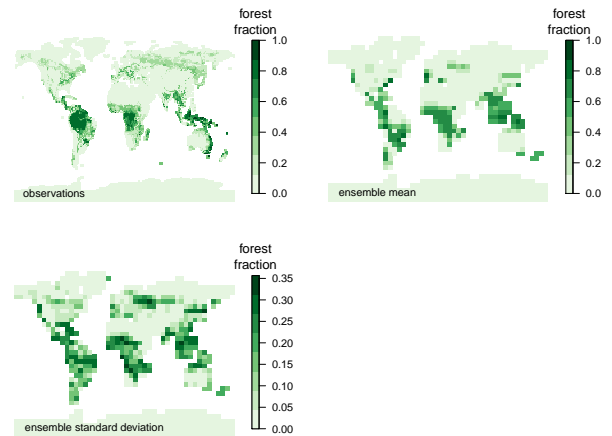 forest
fraction
1.0
0.8
0.6
0.4
0.2
0.0
observations
forest
fraction
1.0
0.8
0.6
0.4
0.2
0.0
ensemble mean
forest
fraction
0.35
0.30
0.25
0.20
0.15
0.10
0.05
0.00
ensemble standard deviation